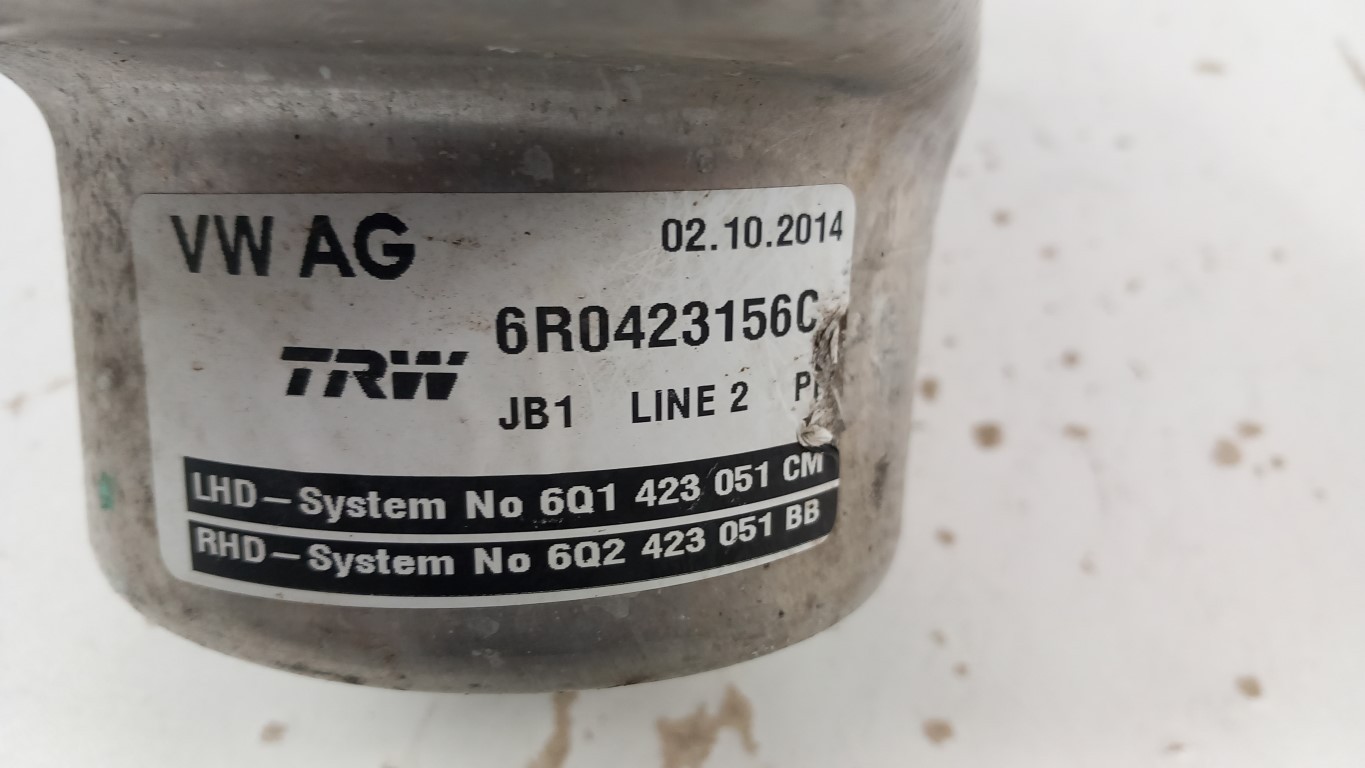 VW AG 02.10.2014
6R0423156C
TRW
JB1 LINE 2
LHD-System No 6Q1 423 051 CM
RHD-System No 6Q2 423 051 BB